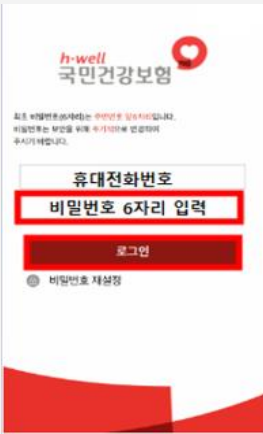 h·well
국민건강보험
최초 비밀번호(6자리)는 주민번호 앞6자리입니다.
비밀번호는 보안을 위해 주기적으로 변경하여
주시기 바랍니다.
휴대전화번호
비밀번호 6자리 입력
로그인
비밀번호 재설정